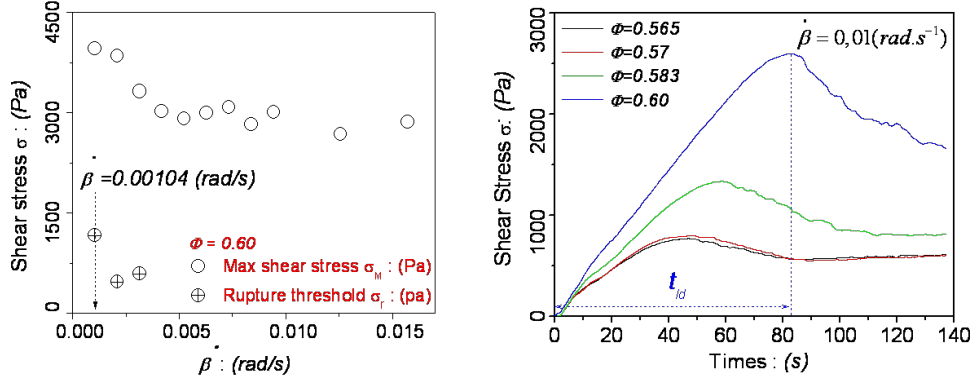 4500
3000
1500
0
Shear stress σ : (Pa)
β̇ =0.00104 (rad/s)
Φ = 0.60
Max shear stress σM : (Pa)
Rupture threshold σr : (pa)
0.000
0.005
0.010
0.015
β̇ : (rad/s)
3000
2000
1000
0
Shear Stress σ: (Pa)
Φ=0.565
Φ=0.57
Φ=0.583
Φ=0.60
β̇ = 0,01(rad.s⁻¹)
tld
0 20 40 60 80 100 120 140
Times : (s)